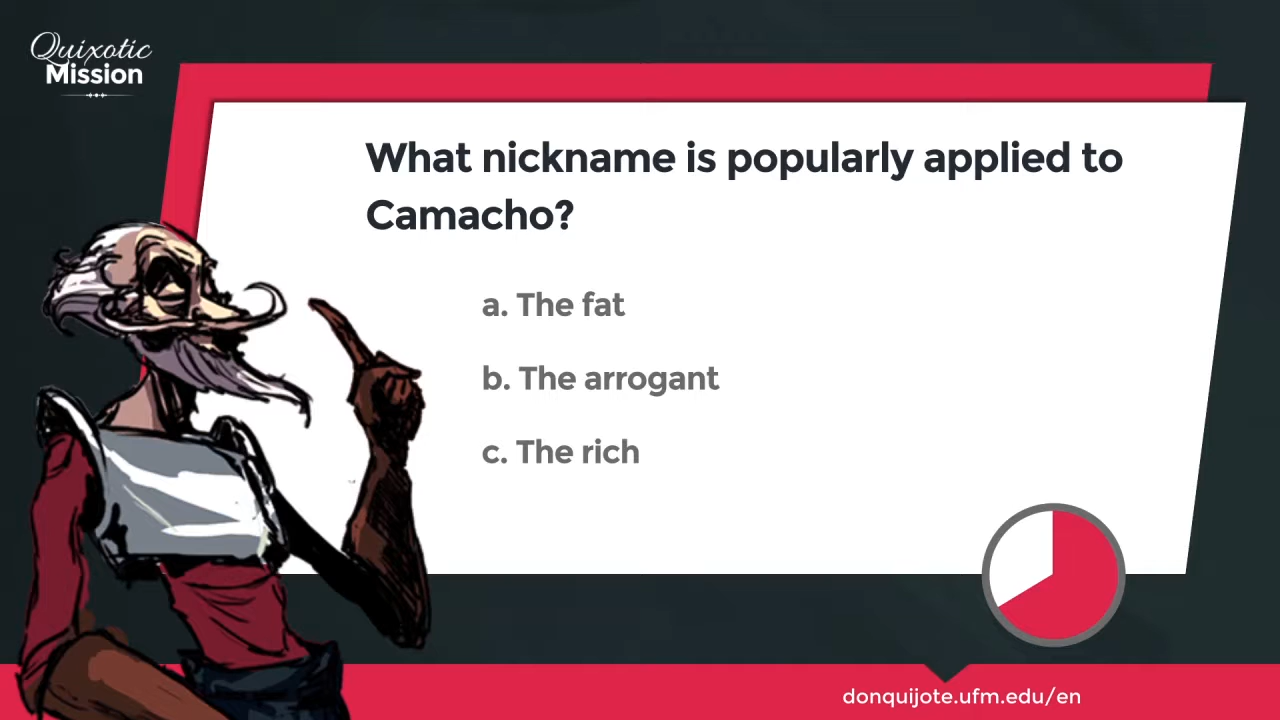 Quixotic
Mission
What nickname is popularly applied to
Camacho?
a. The fat
b. The arrogant
c. The rich
donquijote.ufm.edu/en